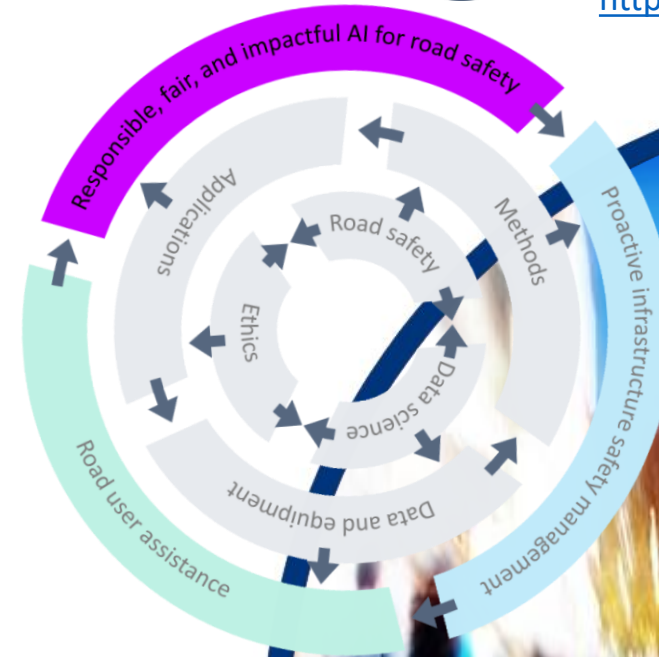 http
Responsible, fair, and impactful AI for road safety
Proactive infrastructure safety management
Road user assistance
Applications
Methods
Data and equipment
Road safety
Data science
Ethics